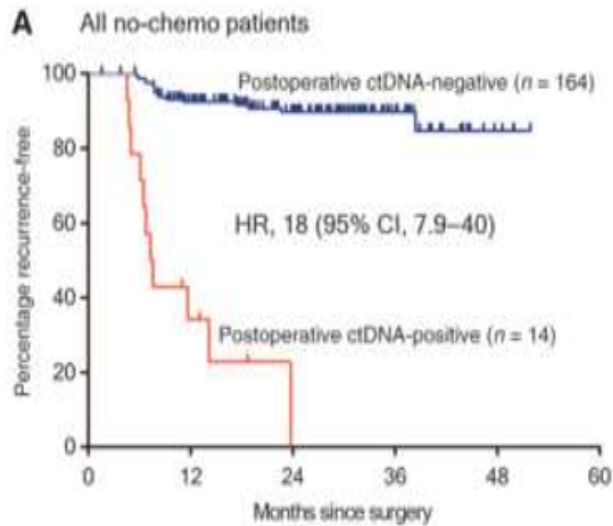 A All no-chemo patients
Percentage recurrence-free
100
80
60
40
20
0
Postoperative ctDNA-negative (n = 164)
HR, 18 (95% CI, 7.9–40)
Postoperative ctDNA-positive (n = 14)
0 12 24 36 48 60
Months since surgery